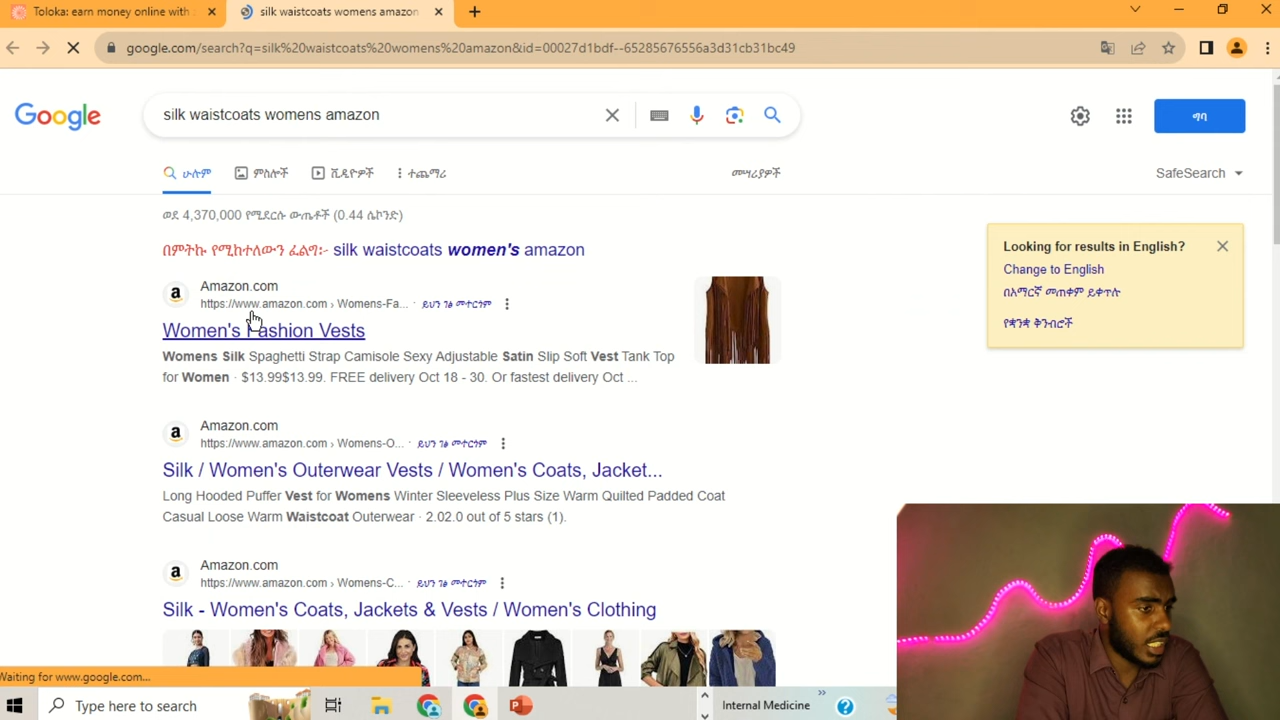 Toloka: earn money online with
silk waistcoats womens amazon
google.com/search?q=silk%20waistcoats%20womens%20amazon&id=00027d1bdf--65285676556a3d31cb31bc49
Google
silk waistcoats womens amazon
ግባ
ሁሉም
ምስሎች
ቪዲዮዎች
ተጨማሪ
መሣሪያዎች
SafeSearch
ወደ 4,370,000 የሚደርሱ ውጤቶች (0.44 ሴኮንድ)
በምትኩ የሚከተለውን ፈልግ፦ silk waistcoats women's amazon
Amazon.com
https://www.amazon.com › Womens-Fa... · ይህን ገፅ መተርጎም
Women's Fashion Vests
Womens Silk Spaghetti Strap Camisole Sexy Adjustable Satin Slip Soft Vest Tank Top
for Women · $13.99$13.99. FREE delivery Oct 18 - 30. Or fastest delivery Oct ...
Looking for results in English?
Change to English
በአማርኛ መጠቀም ይቀጥሉ
የቋንቋ ቅንብሮች
Amazon.com
https://www.amazon.com › Womens-O... · ይህን ገፅ መተርጎም
Silk / Women's Outerwear Vests / Women's Coats, Jacket...
Long Hooded Puffer Vest for Womens Winter Sleeveless Plus Size Warm Quilted Padded Coat
Casual Loose Warm Waistcoat Outerwear · 2.02.0 out of 5 stars (1).
Amazon.com
https://www.amazon.com › Womens-C... · ይህን ገፅ መተርጎም
Silk - Women's Coats, Jackets & Vests / Women's Clothing
Waiting for www.google.com...
Type here to search
Internal Medicine